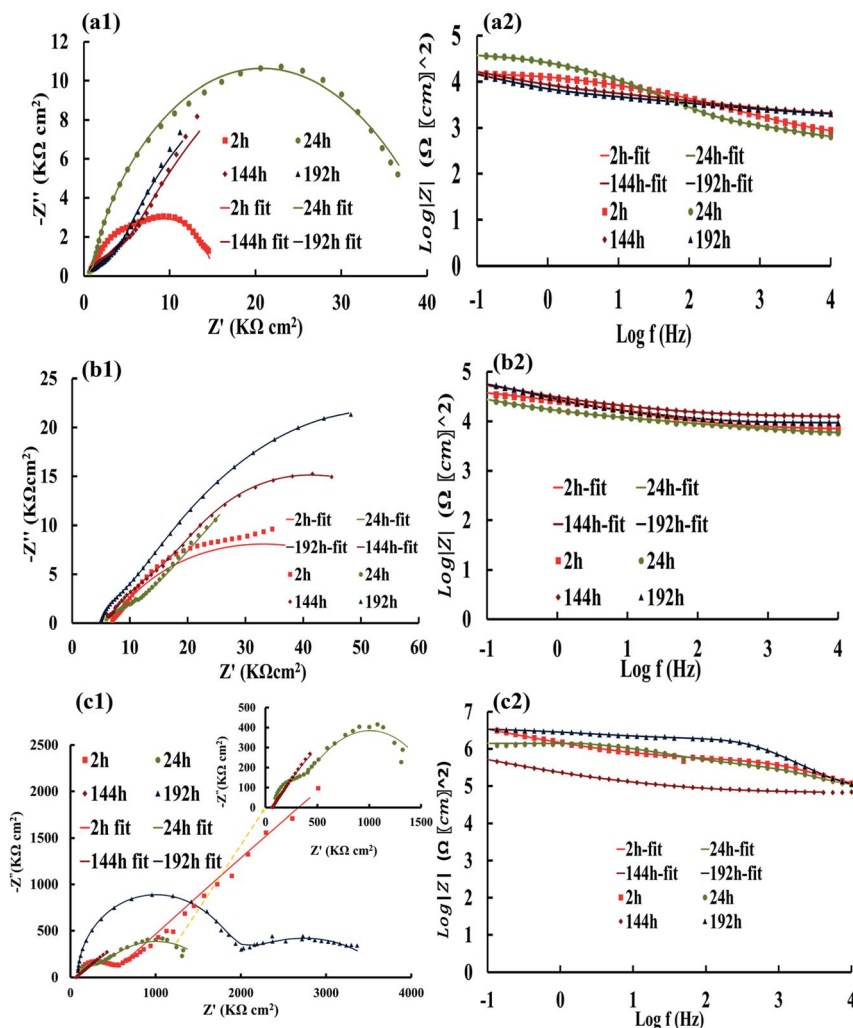 (a1)
12
10
8
6
4
2
0
-Z'' (KΩ cm²)
2h 24h
144h 192h
2h fit 24h fit
144h fit 192h fit
0 10 20 30 40
Z' (KΩ cm²)
(a2)
5
4
3
2
1
0
Log|Z| (Ω [(cm)]^2)
2h-fit 24h-fit
144h-fit 192h-fit
2h 24h
144h 192h
-1 0 1 2 3 4
Log f (Hz)
(b1)
25
20
15
10
5
0
-Z'' (KΩcm²)
2h-fit 24h-fit
192h-fit 144h-fit
2h 24h
144h 192h
0 10 20 30 40 50 60
Z' (KΩcm²)
(b2)
5
4
3
2
1
0
Log|Z| (Ω [(cm)]^2)
2h-fit 24h-fit
144h-fit 192h-fit
2h 24h
144h 192h
-1 0 1 2 3 4
Log f (Hz)
(c1)
2500
2000
1500
1000
500
0
-Z''(KΩ cm²)
2h 24h
144h 192h
2h fit 24h fit
144h fit 192h fit
0 1000 2000 3000 4000
Z' (KΩ cm²)
500
400
300
200
100
0
-Z''(KΩ cm²)
0 500 1000 1500
Z' (KΩ cm²)
(c2)
7
6
5
4
3
2
1
0
Log|Z| (Ω [(cm)]^2)
2h-fit 24h-fit
144h-fit 192h-fit
2h 24h
144h 192h
-1 0 1 2 3 4
Log f (Hz)